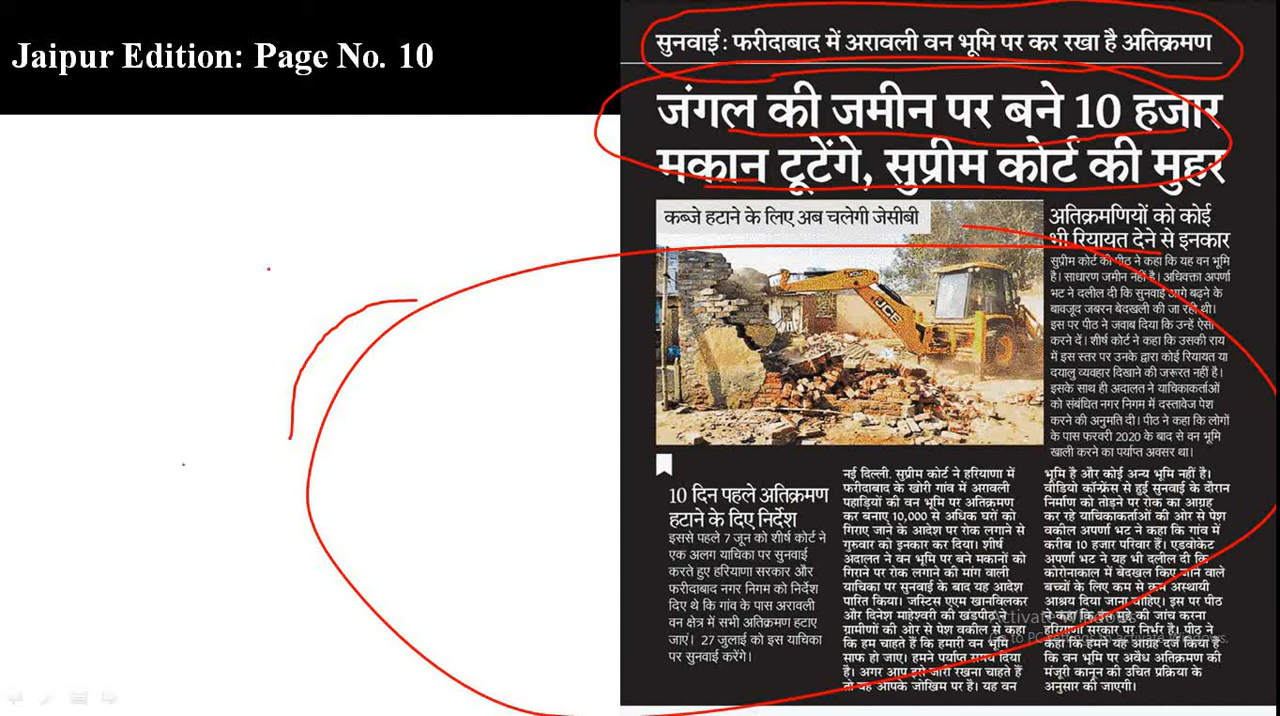 Jaipur Edition: Page No. 10
सुनवाई : फरीदाबाद में अरावली वन भूमि पर कर रखा है अतिक्रमण
जंगल की जमीन पर बने 10 हजार
मकान टूटेंगे, सुप्रीम कोर्ट की मुहर
कब्जे हटाने के लिए अब चलेगी जेसीबी
JCB
अतिक्रमणियों को कोई
भी रियायत देने से इनकार
सुप्रीम कोर्ट की पीठ ने कहा कि यह वन भूमि
है। साधारण जमीन नहीं है। अधिवक्ता अपर्णा
भट ने दलील दी कि सुनवाई आगे बढ़ने के
बावजूद जबरन बेदखली की जा रही थी।
इस पर पीठ ने जवाब दिया कि उन्हें ऐसा
करने दें। शीर्ष कोर्ट ने कहा कि उसकी राय
में इस स्तर पर उनके द्वारा कोई रियायत या
दयालु व्यवहार दिखाने की जरूरत नहीं है।
इसके साथ ही अदालत ने याचिकाकर्ताओं
को संबंधित नगर निगम में दस्तावेज पेश
करने की अनुमति दी। पीठ ने कहा कि लोगों
के पास फरवरी 2020 के बाद से वन भूमि
खाली करने का पर्याप्त अवसर था।
10 दिन पहले अतिक्रमण
हटाने के दिए निर्देश
इससे पहले 7 जून को शीर्ष कोर्ट ने
एक अलग याचिका पर सुनवाई
करते हुए हरियाणा सरकार और
फरीदाबाद नगर निगम को निर्देश
दिए थे कि गांव के पास अरावली
वन क्षेत्र में सभी अतिक्रमण हटाए
जाएं। 27 जुलाई को इस याचिका
पर सुनवाई करेंगे।
नई दिल्ली. सुप्रीम कोर्ट ने हरियाणा में
फरीदाबाद के खोरी गांव में अरावली
पहाड़ियों की वन भूमि पर अतिक्रमण
कर बनाए 10,000 से अधिक घरों को
गिराए जाने के आदेश पर रोक लगाने से
गुरुवार को इनकार कर दिया। शीर्ष
अदालत ने वन भूमि पर बने मकानों को
गिराने पर रोक लगाने की मांग वाली
याचिका पर सुनवाई के बाद यह आदेश
पारित किया। जस्टिस एएम खानविलकर
और दिनेश माहेश्वरी की खंडपीठ ने
ग्रामीणों की ओर से पेश वकील से कहा
कि हम चाहते हैं कि हमारी वन भूमि
साफ हो जाए। हमने पर्याप्त समय दिया
है। अगर आप इसे जारी रखना चाहते हैं
तो यह आपके जोखिम पर है। यह वन
भूमि है और कोई अन्य भूमि नहीं है।
वीडियो कॉन्फ्रेंस से हुई सुनवाई के दौरान
निर्माण को तोड़ने पर रोक का आग्रह
कर रहे याचिकाकर्ताओं की ओर से पेश
वकील अपर्णा भट ने कहा कि गांव में
करीब 10 हजार परिवार हैं। एडवोकेट
अपर्णा भट ने यह भी दलील दी कि
कोरोनाकाल में बेदखल किए जाने वाले
बच्चों के लिए कम से कम अस्थायी
आश्रय दिया जाना चाहिए। इस पर पीठ
ने कहा कि इस मुद्दे की जांच करना
हरियाणा सरकार पर निर्भर है। पीठ ने
कहा कि हमने यह आग्रह दर्ज किया है
कि वन भूमि पर अवैध अतिक्रमण की
मंजूरी कानून की उचित प्रक्रिया के
अनुसार की जाएगी।
Activate Windows
Go to PC settings to activate Windows.